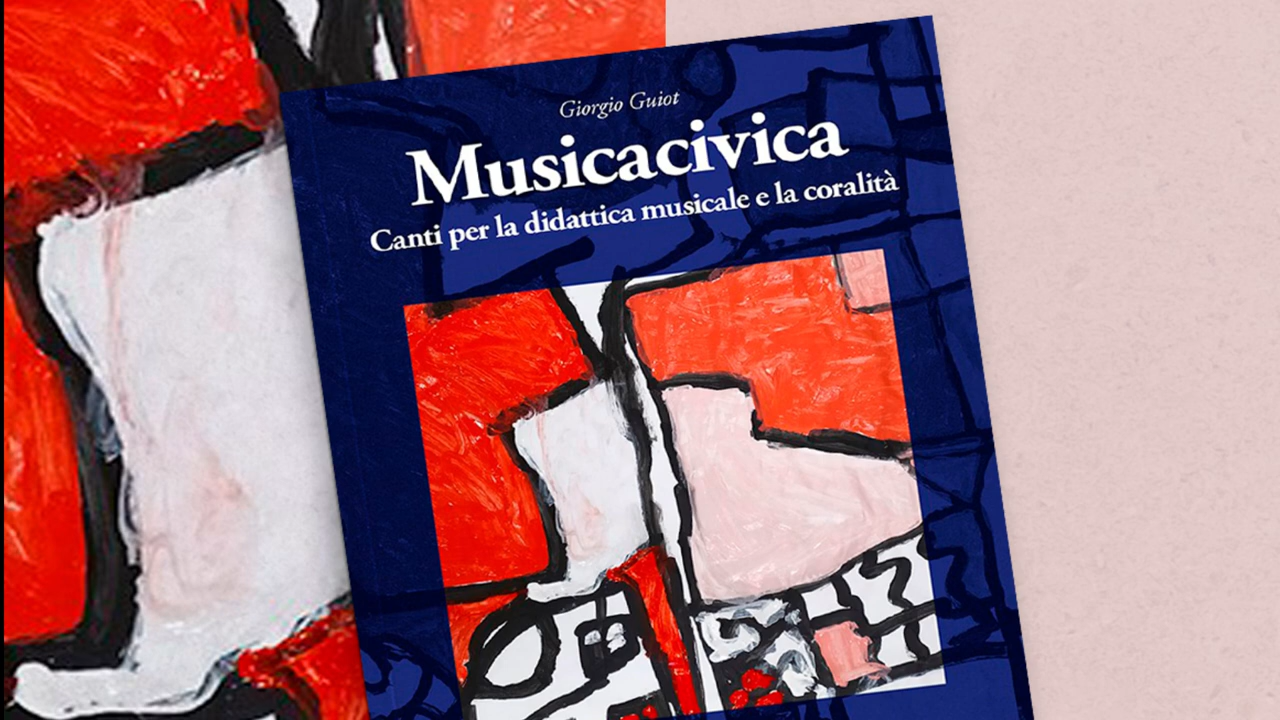 Giorgio Guiot
Musicacivica
Canti per la didattica musicale e la coralità